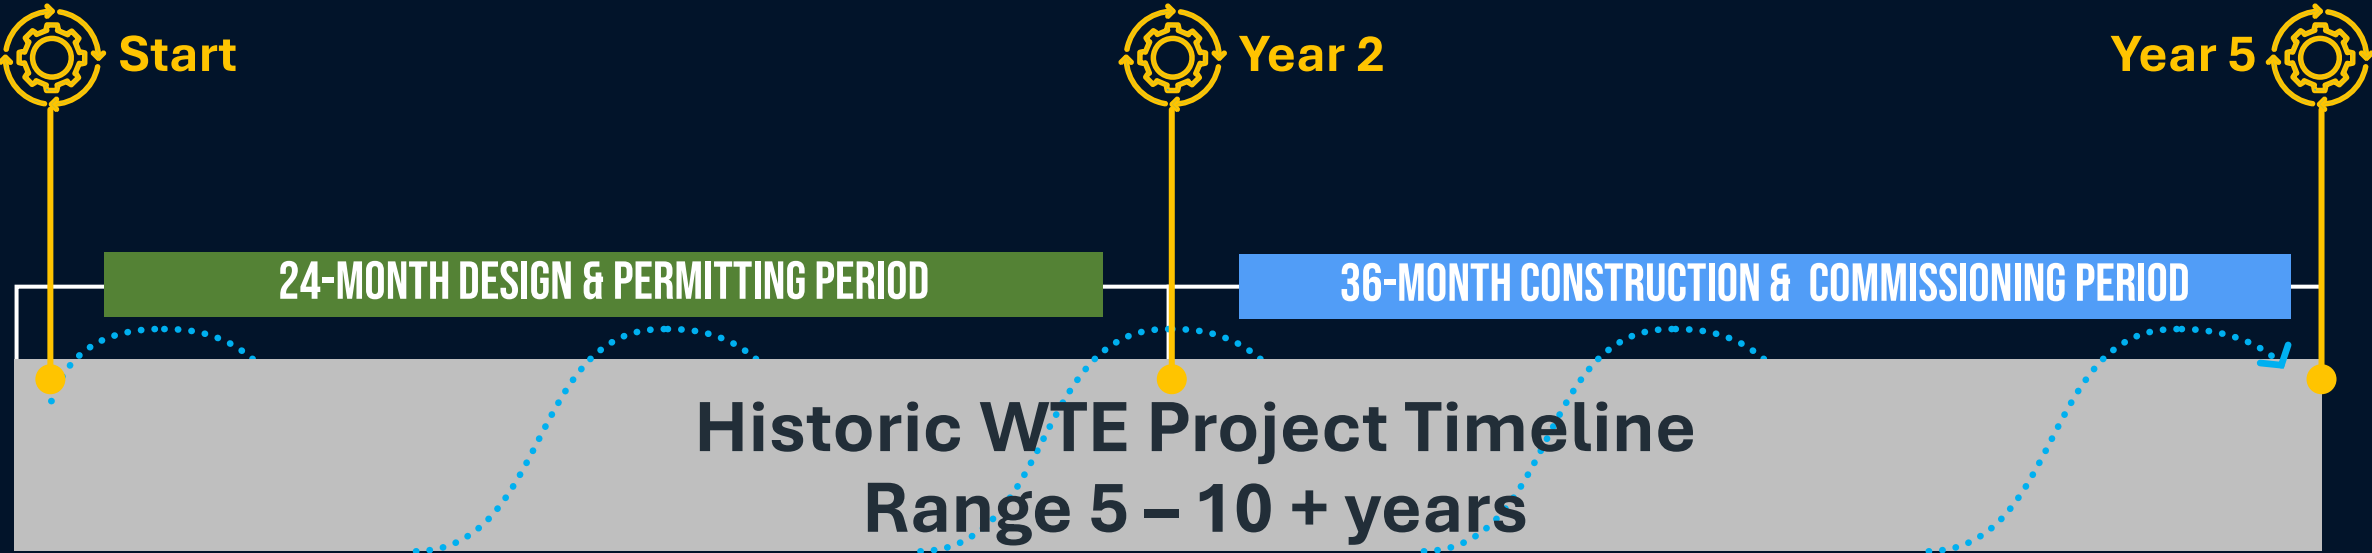 Start
Year 2
Year 5
24-MONTH DESIGN & PERMITTING PERIOD
36-MONTH CONSTRUCTION & COMMISSIONING PERIOD
Historic WTE Project Timeline
Range 5 – 10 + years